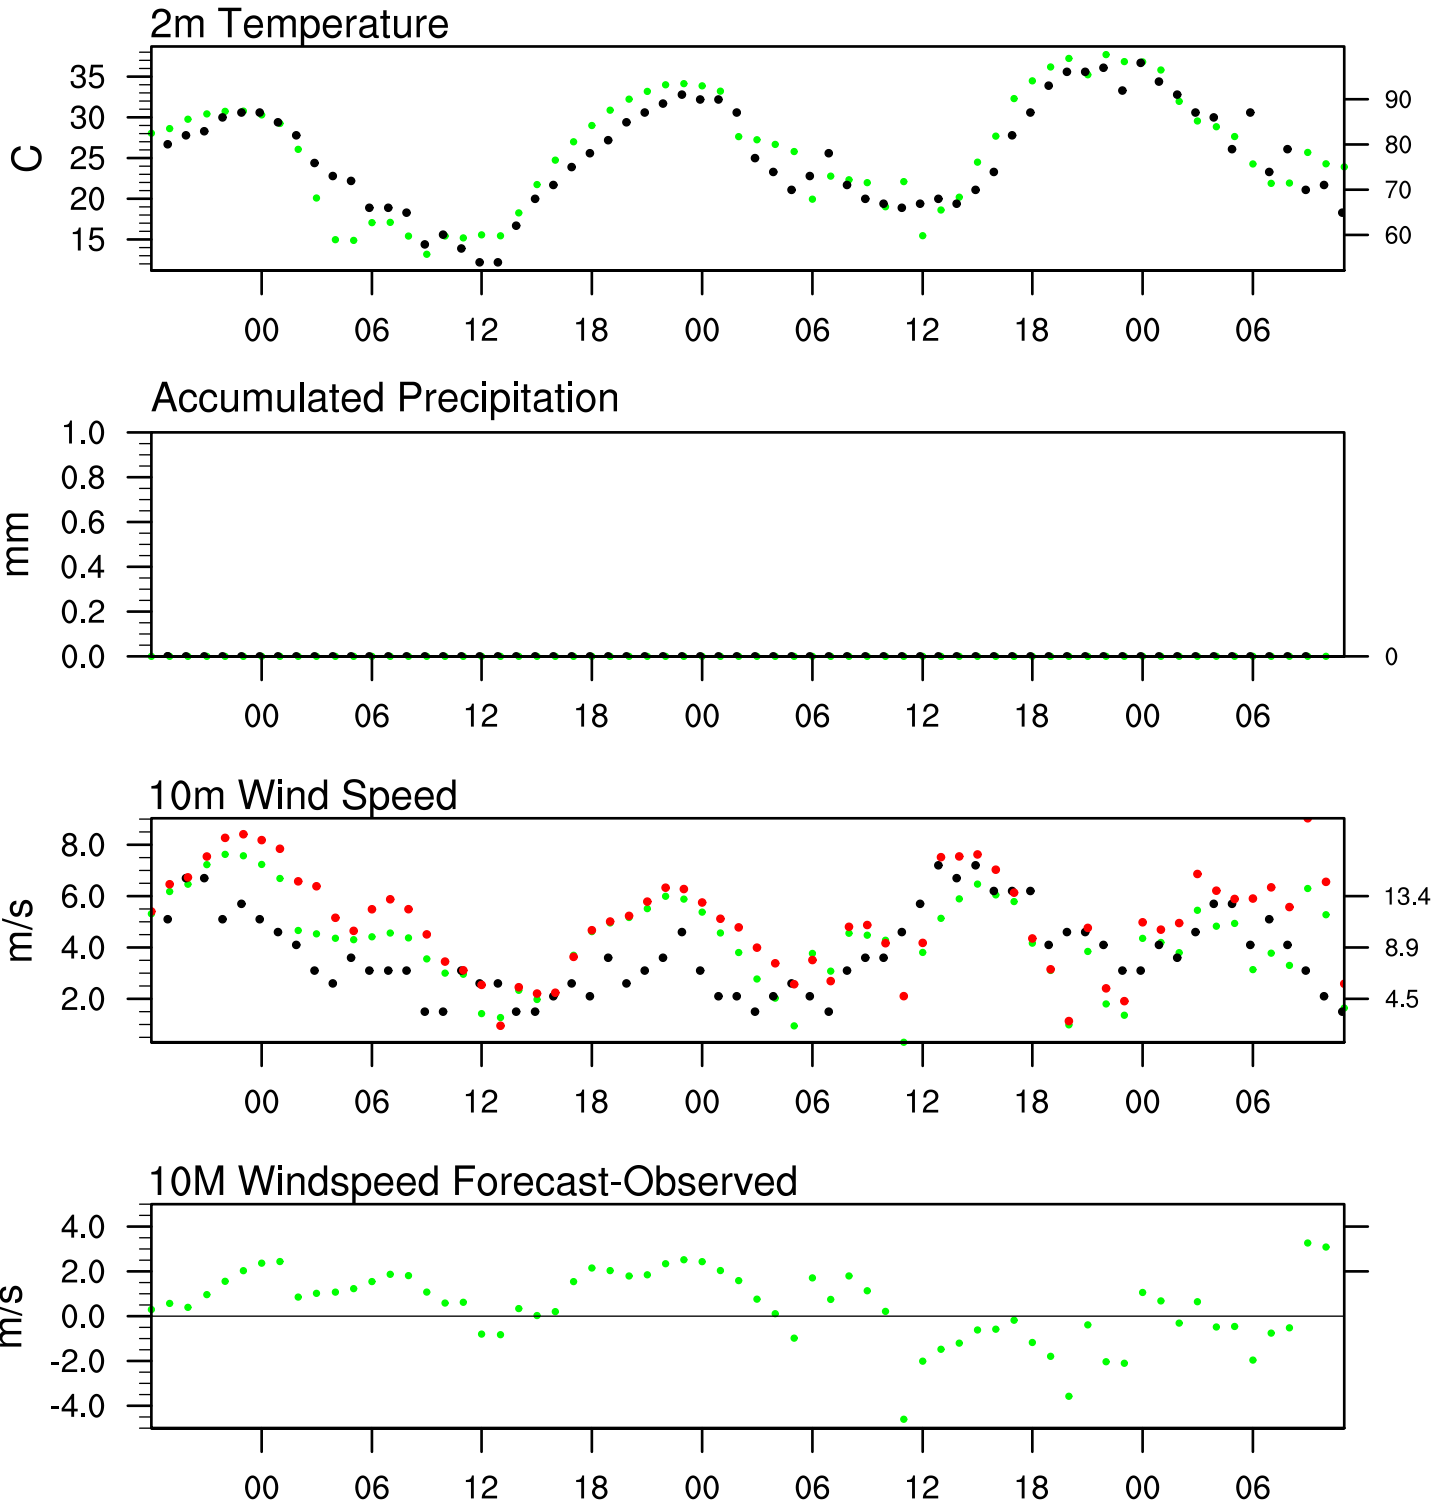 2m Temperature
C
35
30
25
20
15
90
80
70
60
00 06 12 18 00 06 12 18 00 06
Accumulated Precipitation
mm
1.0
0.8
0.6
0.4
0.2
0.0
0
00 06 12 18 00 06 12 18 00 06
10m Wind Speed
m/s
8.0
6.0
4.0
2.0
13.4
8.9
4.5
00 06 12 18 00 06 12 18 00 06
10M Windspeed Forecast-Observed
m/s
4.0
2.0
0.0
-2.0
-4.0
00 06 12 18 00 06 12 18 00 06